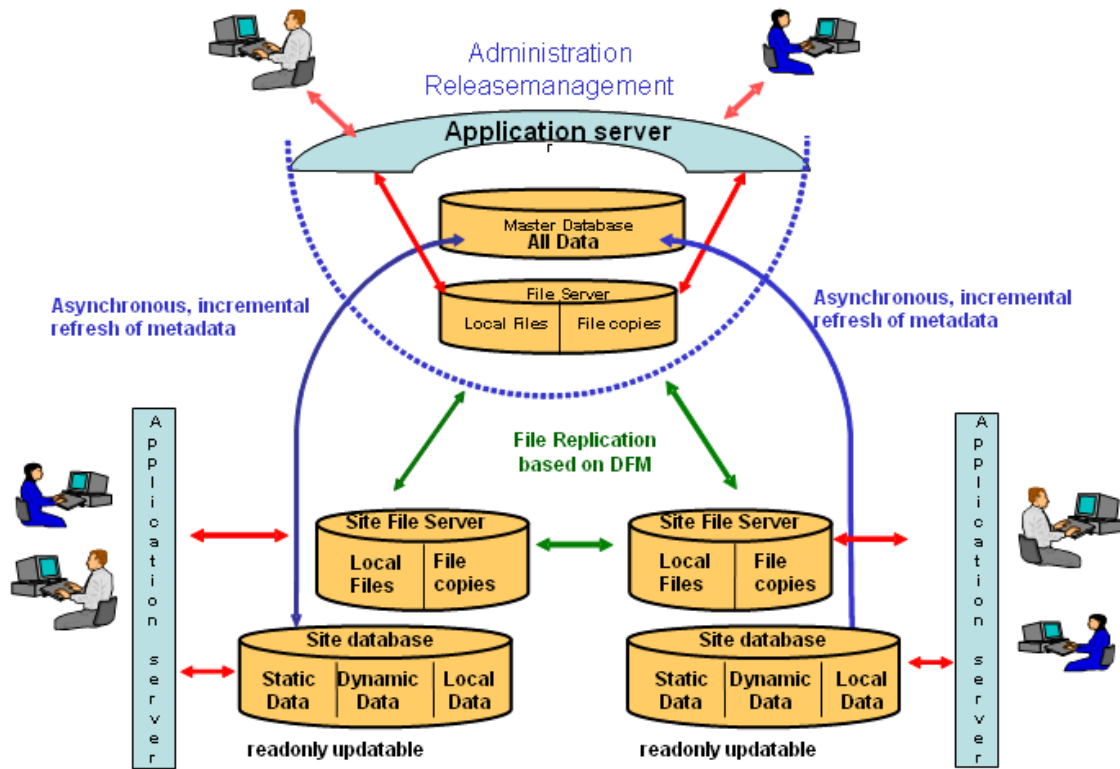 Administration
Releasemanagement
Application server
r
Master Database
All Data
File Server
Local Files
File copies
Asynchronous, incremental
refresh of metadata
Asynchronous, incremental
refresh of metadata
File Replication
based on DFM
Application server
Site File Server
Local
Files
File
copies
Site database
Static
Data
Dynamic
Data
Local
Data
readonly updatable
Site File Server
Local
Files
File
copies
Site database
Static
Data
Dynamic
Data
Local
Data
readonly updatable
Application server